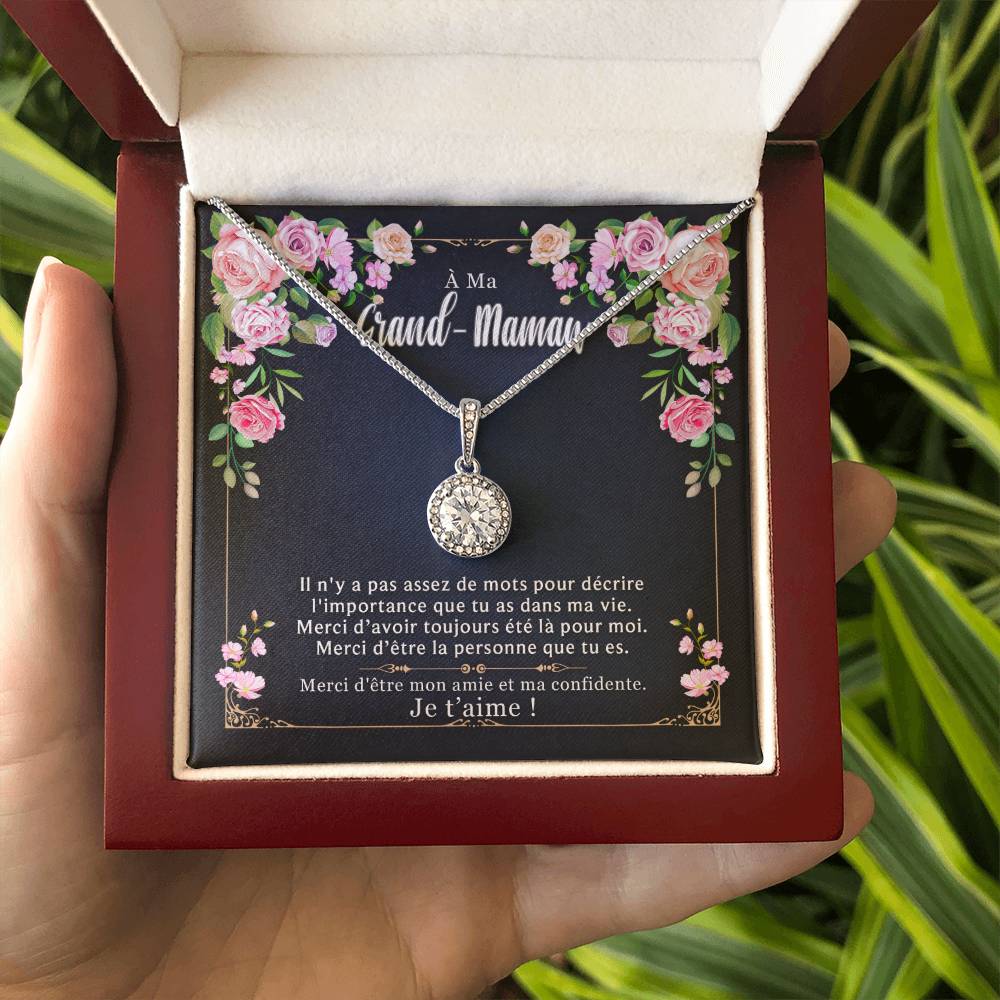 À Ma
Grand-Maman
Il n'y a pas assez de mots pour décrire
l'importance que tu as dans ma vie.
Merci d’avoir toujours été là pour moi.
Merci d’être la personne que tu es.
Merci d'être mon amie et ma confidente.
Je t’aime !